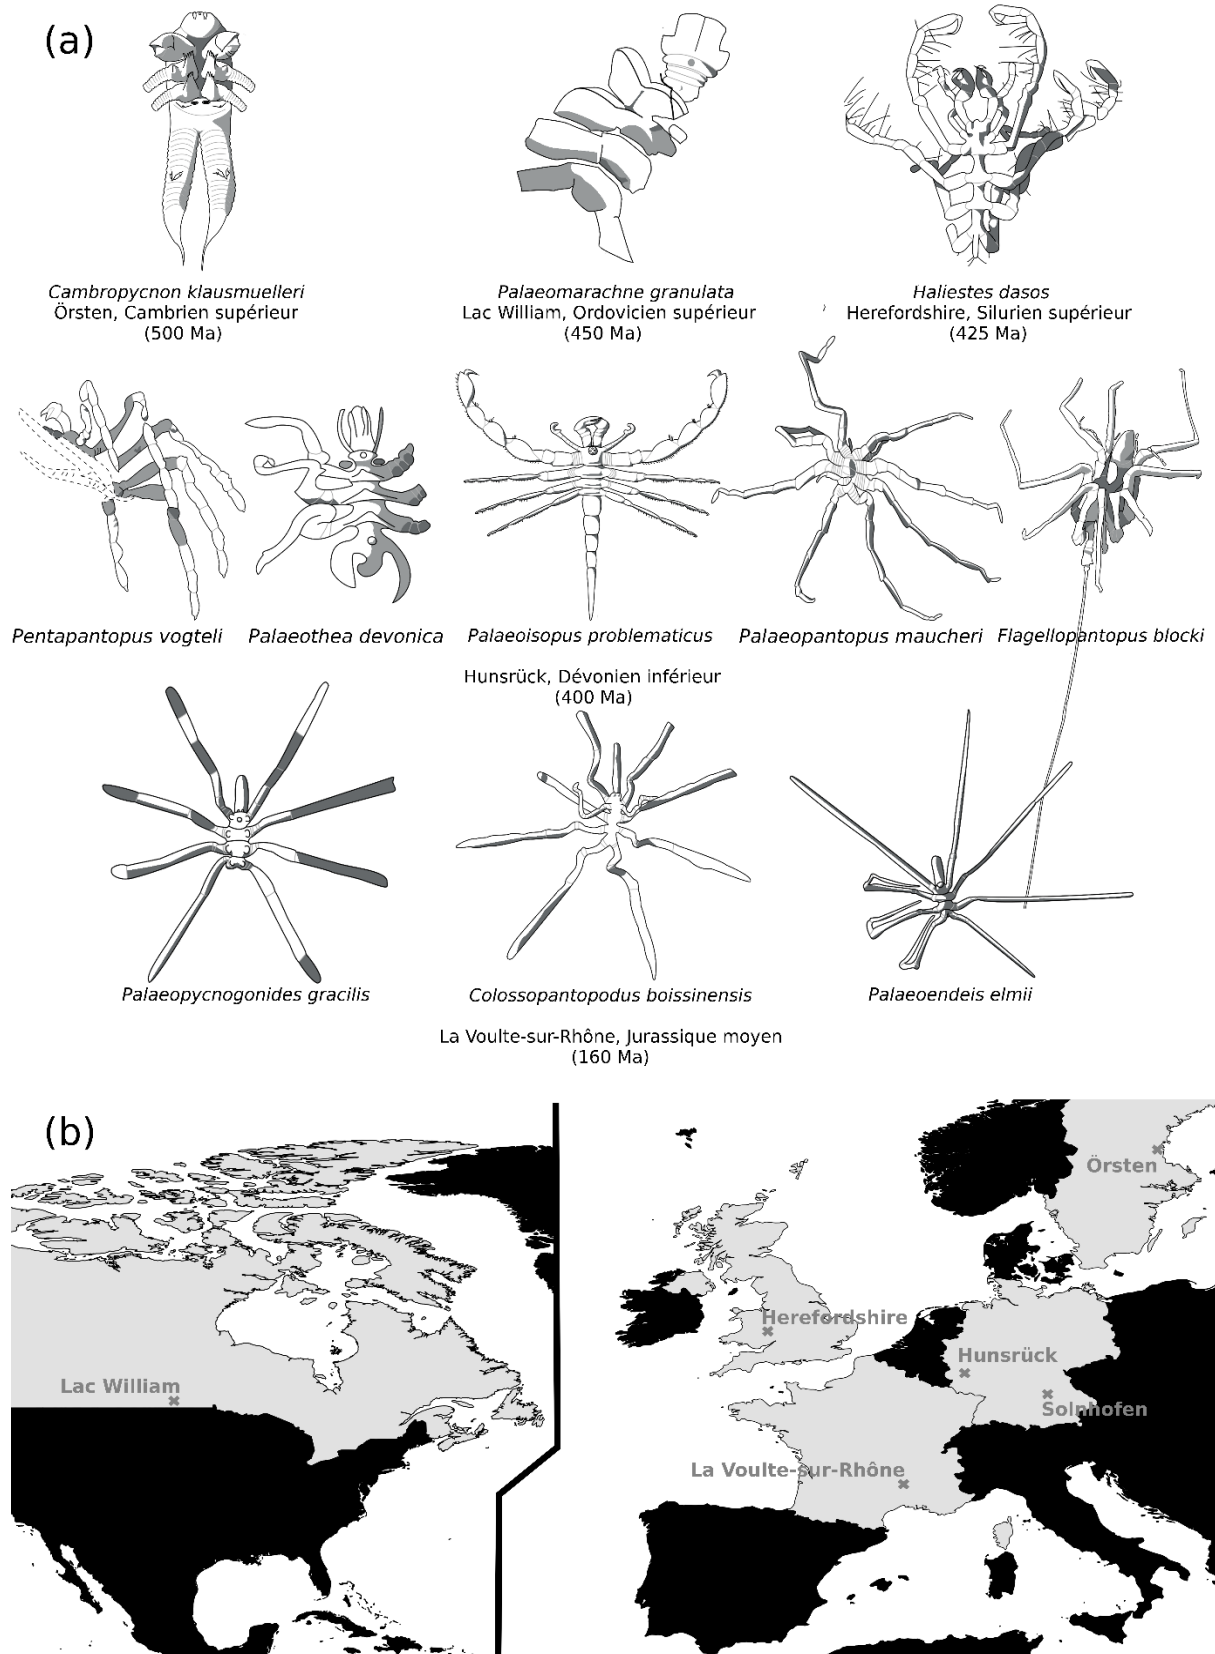 (a)
Cambropycnon klausmuelleri
Örsten, Cambrien supérieur
(500 Ma)
Palaeomarachne granulata
Lac William, Ordovicien supérieur
(450 Ma)
Haliestes dasos
Herefordshire, Silurien supérieur
(425 Ma)
Pentapantopus vogteli
Palaeothea devonica
Palaeoisopus problematicus
Palaeopantopus maucheri
Flagellopantopus blocki
Hunsrück, Dévonien inférieur
(400 Ma)
Palaeopycnogonides gracilis
Colossopantopodus boissinensis
Palaeoendeis elmii
La Voulte-sur-Rhône, Jurassique moyen
(160 Ma)
(b)
Örsten
Herefordshire
Hunsrück
Lac William
Solnhofen
La Voulte-sur-Rhône